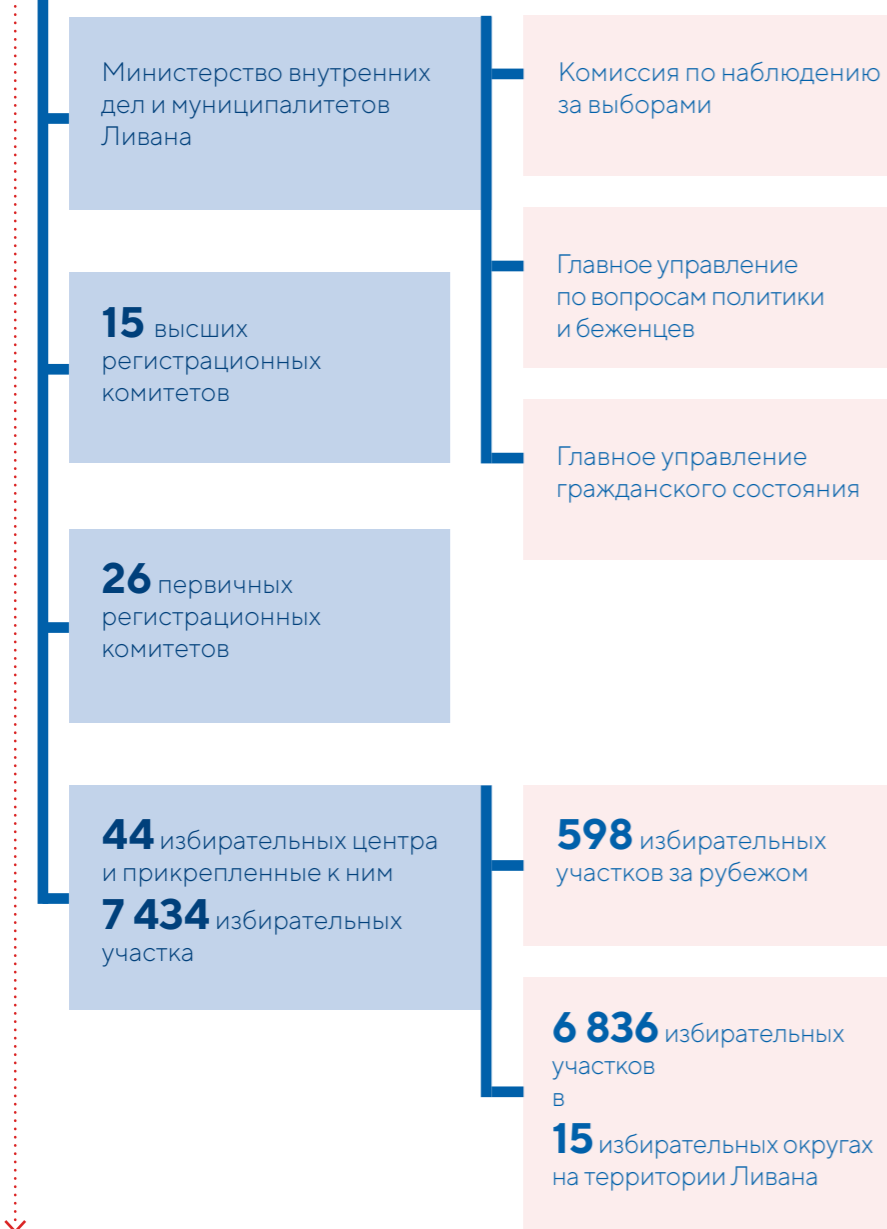 Министерство внутренних
дел и муниципалитетов
Ливана
Комиссия по наблюдению
за выборами
Главное управление
по вопросам политики
и беженцев
Главное управление
гражданского состояния
15 высших
регистрационных
комитетов
26 первичных
регистрационных
комитетов
44 избирательных центра
и прикрепленные к ним
7 434 избирательных
участка
598 избирательных
участков за рубежом
6 836 избирательных
участков
в
15 избирательных округах
на территории Ливана